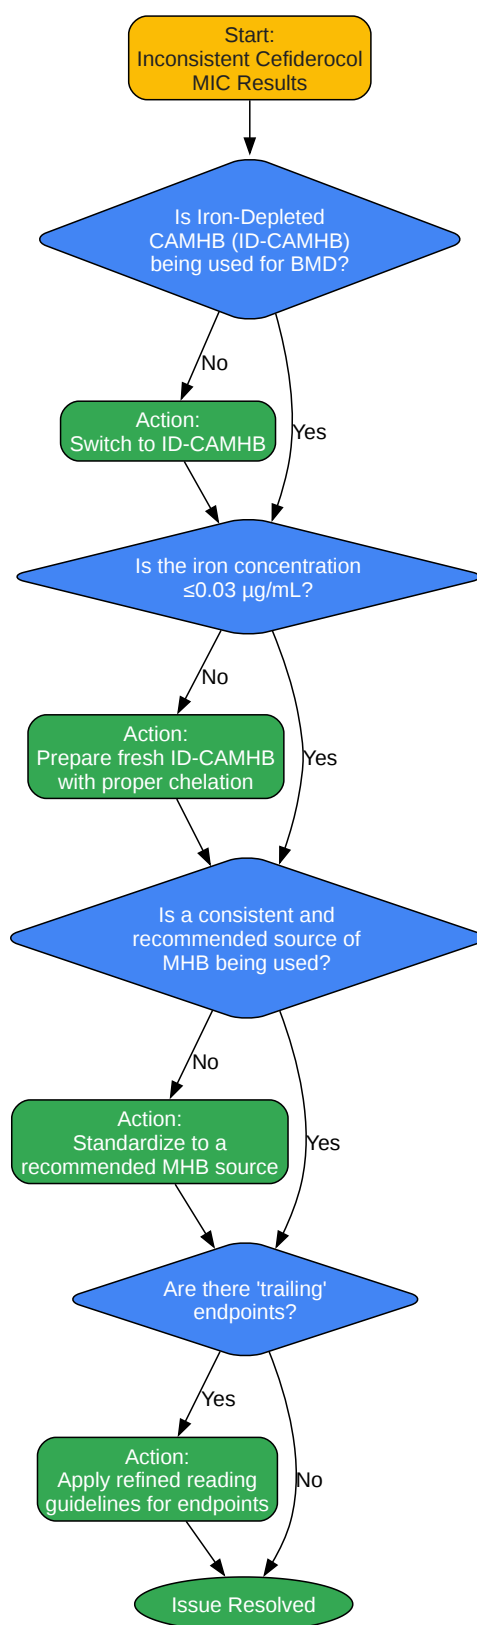 Start:
Inconsistent Cefiderocol
MIC Results
Is Iron-Depleted
CAMHB (ID-CAMHB)
being used for BMD?
No
Yes
Action:
Switch to ID-CAMHB
Is the iron concentration
≤0.03 µg/mL?
No
Yes
Action:
Prepare fresh ID-CAMHB
with proper chelation
Is a consistent and
recommended source of
MHB being used?
No
Yes
Action:
Standardize to a
recommended MHB source
Are there 'trailing'
endpoints?
Yes
No
Action:
Apply refined reading
guidelines for endpoints
Issue Resolved